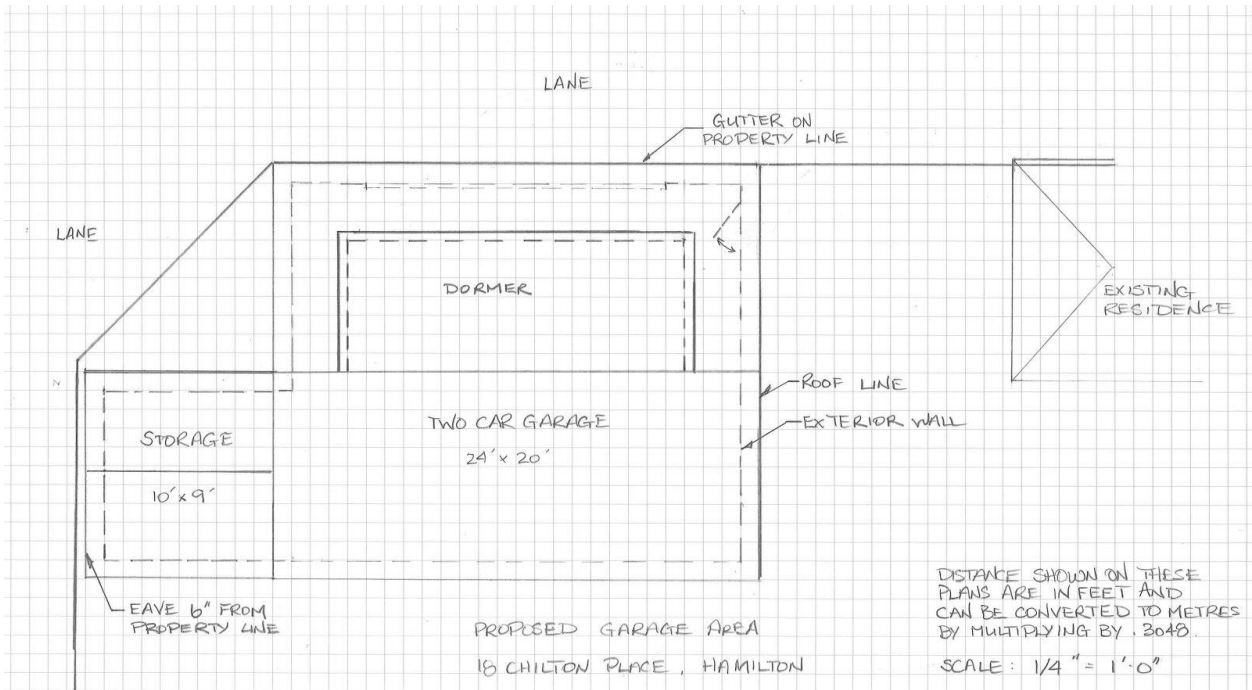 LANE
GUTTER ON
PROPERTY LINE
LANE
DORMER
EXISTING
RESIDENCE
ROOF LINE
EXTERIOR WALL
TWO CAR GARAGE
24' x 20'
STORAGE
10' x 9'
EAVE 6" FROM
PROPERTY LINE
PROPOSED GARAGE AREA
18 CHILTON PLACE, HAMILTON
DISTANCE SHOWN ON THESE
PLANS ARE IN FEET AND
CAN BE CONVERTED TO METRES
BY MULTIPLYING BY .3048.
SCALE: 1/4" = 1'-0"